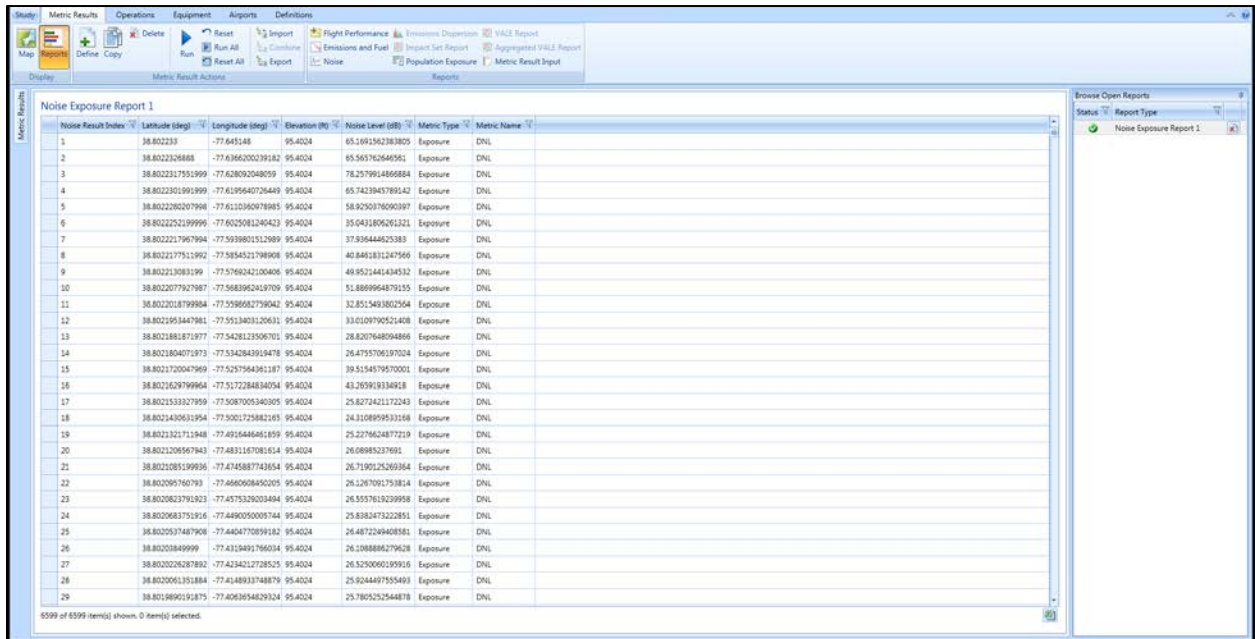 Study Metric Results Operations Equipment Airports Definitions
Map Reports Define Copy Delete Run Reset Run All Reset All Import Combine Export Flight Performance Emissions and Fuel Noise Emissions Dispersion Impact Set Report Population Exposure VALE Report Aggregated VALE Report Metric Result Input
Display Metric Result Actions Reports
Metric Results
Noise Exposure Report 1
Noise Result Index Latitude (deg) Longitude (deg) Elevation (ft) Noise Level (dB) Metric Type Metric Name
1 38.802233 -77.645148 95.4024 65.1691562383805 Exposure DNL
2 38.8022326888 -77.6366200239182 95.4024 65.565762646561 Exposure DNL
3 38.8022317551999 -77.628092048059 95.4024 78.2579914866884 Exposure DNL
4 38.8022301991999 -77.6195640726449 95.4024 65.7423945789142 Exposure DNL
5 38.8022280207998 -77.6110360978985 95.4024 58.9250376090397 Exposure DNL
6 38.8022252199996 -77.6025081240423 95.4024 35.0431806261321 Exposure DNL
7 38.8022217967994 -77.5939801512989 95.4024 37.936444625383 Exposure DNL
8 38.8022177511992 -77.5854521798908 95.4024 40.8461831247566 Exposure DNL
9 38.802213083199 -77.5769242100406 95.4024 49.9521441434532 Exposure DNL
10 38.8022077927987 -77.5683962419709 95.4024 51.8869964879155 Exposure DNL
11 38.8022018799984 -77.5598682759042 95.4024 32.8515493802564 Exposure DNL
12 38.8021953447981 -77.5513403120631 95.4024 33.0109790521408 Exposure DNL
13 38.8021881871977 -77.5428123506701 95.4024 28.8207648094866 Exposure DNL
14 38.8021804071973 -77.5342843919478 95.4024 26.4755706197024 Exposure DNL
15 38.8021720047969 -77.5257564361187 95.4024 39.5154579570001 Exposure DNL
16 38.8021629799964 -77.5172284834054 95.4024 43.265919334918 Exposure DNL
17 38.8021533327959 -77.5087005340305 95.4024 25.8272421172243 Exposure DNL
18 38.8021430631954 -77.5001725882165 95.4024 24.3108959533168 Exposure DNL
19 38.8021321711948 -77.4916446461859 95.4024 25.2276624877219 Exposure DNL
20 38.8021206567943 -77.4831167081614 95.4024 26.08985237691 Exposure DNL
21 38.8021085199936 -77.4745887743654 95.4024 26.7190125269364 Exposure DNL
22 38.802095760793 -77.4660608450205 95.4024 26.1267091753814 Exposure DNL
23 38.8020823791923 -77.4575329203494 95.4024 26.5557619239958 Exposure DNL
24 38.8020683751916 -77.4490050005744 95.4024 25.8382473222851 Exposure DNL
25 38.8020537487908 -77.4404770859182 95.4024 26.4872249408581 Exposure DNL
26 38.80203849999 -77.4319491766034 95.4024 26.1088886279628 Exposure DNL
27 38.8020226287892 -77.4234212728525 95.4024 26.5250060195916 Exposure DNL
28 38.8020061351884 -77.4148933748879 95.4024 25.9244497555493 Exposure DNL
29 38.8019890191875 -77.4063654829324 95.4024 25.7805252544878 Exposure DNL
6599 of 6599 item(s) shown. 0 item(s) selected.
Browse Open Reports
Status Report Type
Noise Exposure Report 1